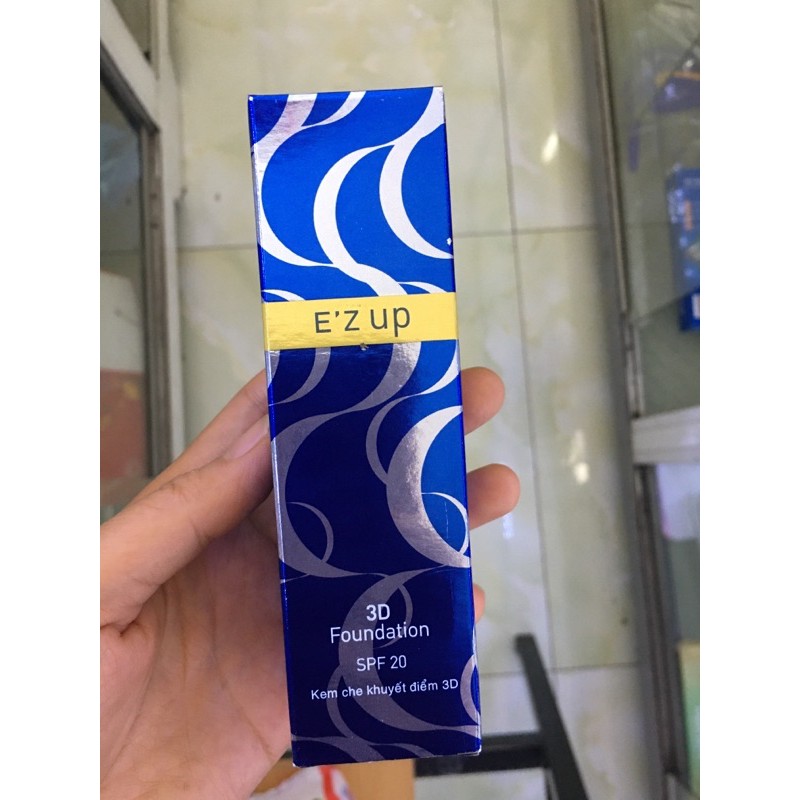 E'Z up
3D
Foundation
SPF 20
Kem che khuyết điểm 3D